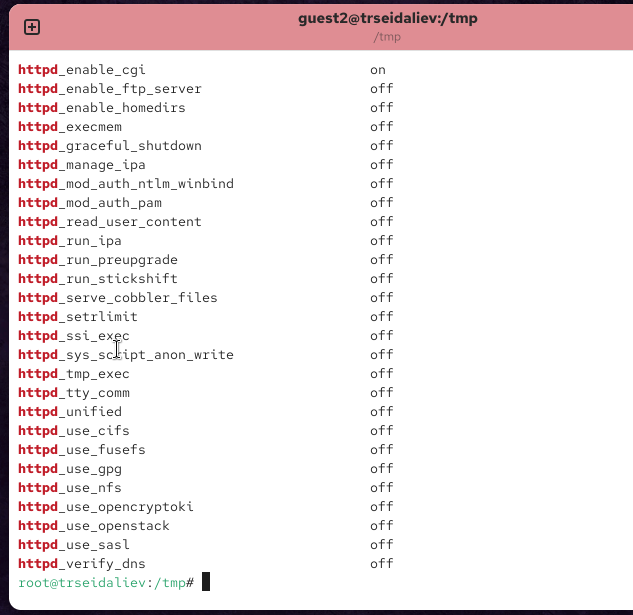 guest2@trseidaliev:/tmp
/tmp
httpd_enable_cgi on
httpd_enable_ftp_server off
httpd_enable_homedirs off
httpd_execmem off
httpd_graceful_shutdown off
httpd_manage_ipa off
httpd_mod_auth_ntlm_winbind off
httpd_mod_auth_pam off
httpd_read_user_content off
httpd_run_ipa off
httpd_run_preupgrade off
httpd_run_stickshift off
httpd_serve_cobbler_files off
httpd_setrlimit off
httpd_ssi_exec off
httpd_sys_script_anon_write off
httpd_tmp_exec off
httpd_tty_comm off
httpd_unified off
httpd_use_cifs off
httpd_use_fusefs off
httpd_use_gpg off
httpd_use_nfs off
httpd_use_opencryptoki off
httpd_use_openstack off
httpd_use_sasl off
httpd_verify_dns off
root@trseidaliev:/tmp#